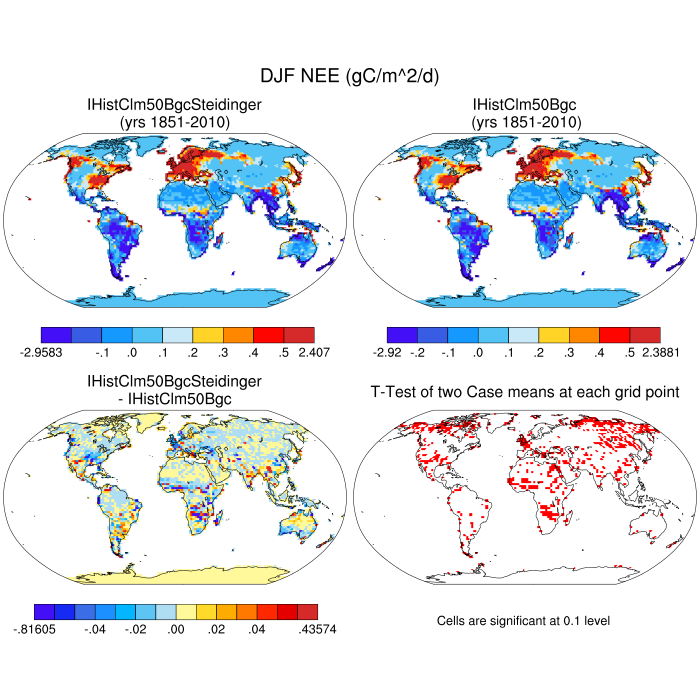 DJF NEE (gC/m^2/d)
IHistClm50BgcSteidinger
(yrs 1851-2010)
IHistClm50Bgc
(yrs 1851-2010)
-2.9583 -.1 .0 .1 .2 .3 .4 .5 2.407
-2.92 -.2 -.1 .0 .1 .2 .3 .4 .5 2.3881
IHistClm50BgcSteidinger
- IHistClm50Bgc
T-Test of two Case means at each grid point
-.81605 -.04 -.02 .00 .02 .04 .43574
Cells are significant at 0.1 level